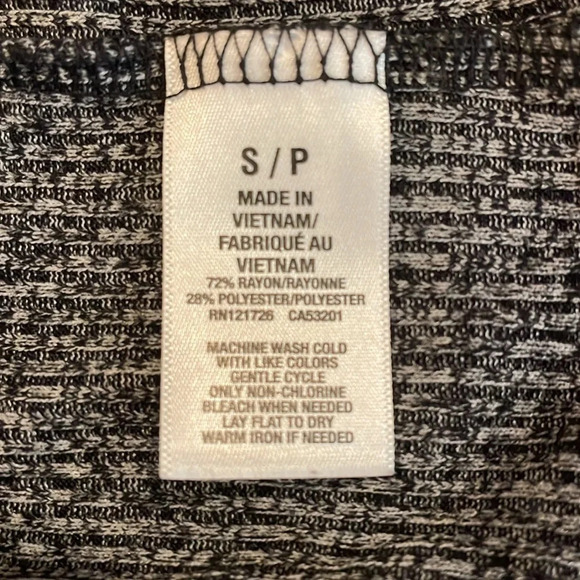 S / P
MADE IN
VIETNAM/
FABRIQUÉ AU
VIETNAM
72% RAYON/RAYONNE
28% POLYESTER/POLYESTER
RN121726 CA53201
MACHINE WASH COLD
WITH LIKE COLORS
GENTLE CYCLE
ONLY NON-CHLORINE
BLEACH WHEN NEEDED
LAY FLAT TO DRY
WARM IRON IF NEEDED